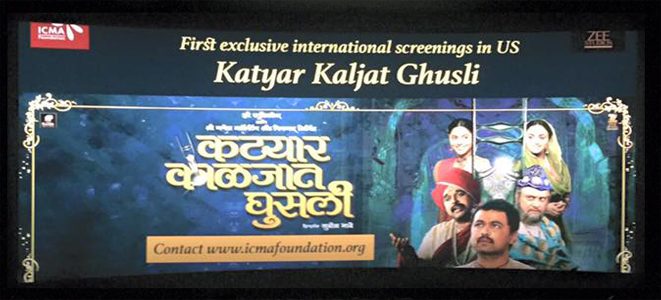 ICMA
ZEE
STUDIOS
First exclusive international screenings in US
Katyar Kaljat Ghusli
कट्यार
काळजात
घुसली
Contact www.icmafoundation.org